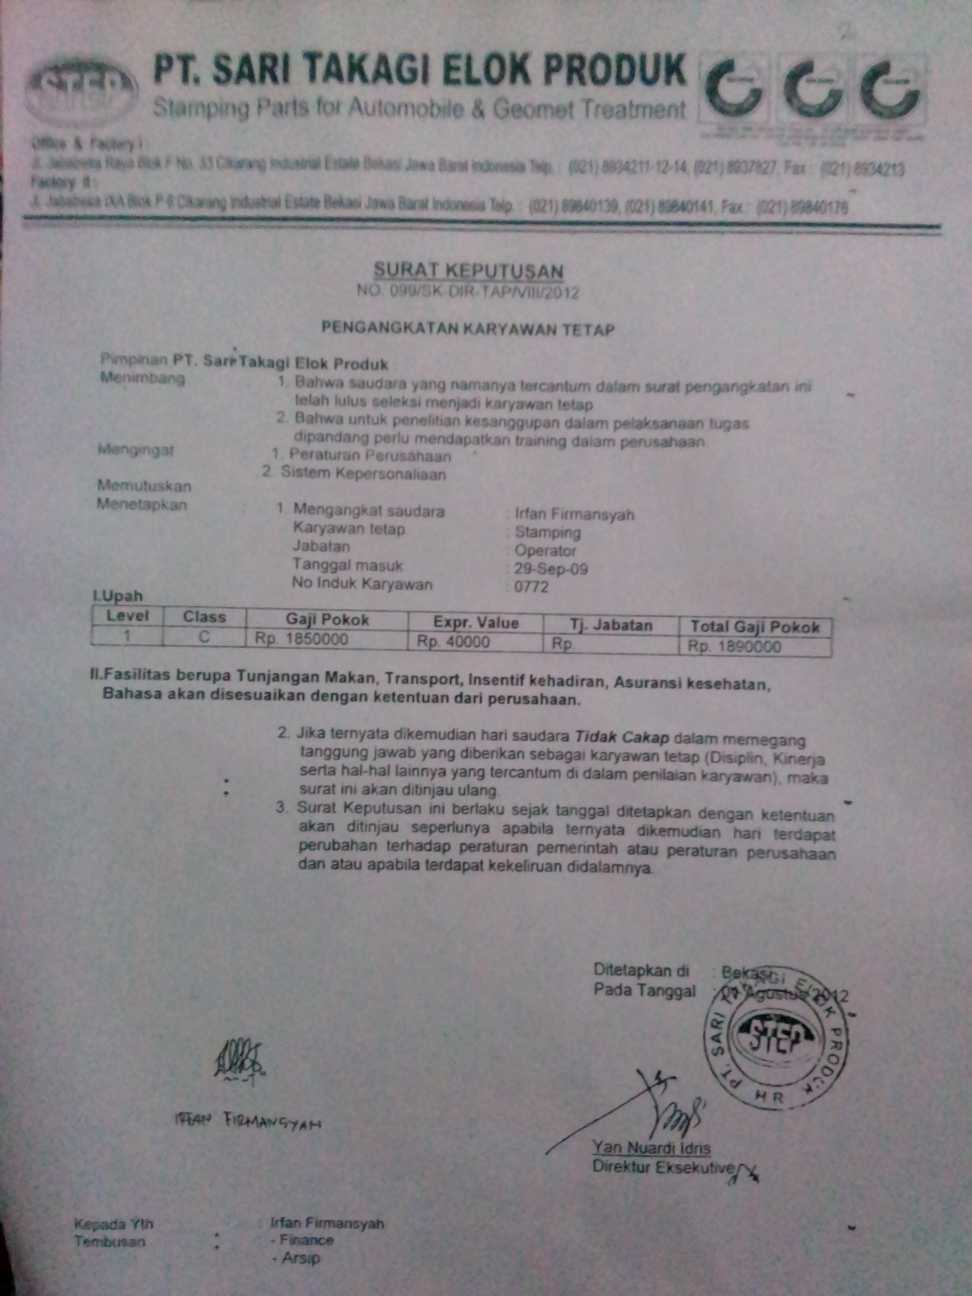 STEP
PT. SARI TAKAGI ELOK PRODUK
Stamping Parts for Automobile & Geomet Treatment
Office & Factory I :
Jl. Jababeka Raya Blok F No. 33 Cikarang Industrial Estate Bekasi Jawa Barat Indonesia Telp. : (021) 8934211-12-14, (021) 8937827, Fax : (021) 8934213
Factory II :
Jl. Jababeka IXA Blok P 6 Cikarang Industrial Estate Bekasi Jawa Barat Indonesia Telp. : (021) 89840139, (021) 89840141, Fax : (021) 89840176
SURAT KEPUTUSAN
NO. 099/SK-DIR-TAP/VIII/2012
PENGANGKATAN KARYAWAN TETAP
Pimpinan PT. Sari Takagi Elok Produk
Menimbang 1. Bahwa saudara yang namanya tercantum dalam surat pengangkatan ini
telah lulus seleksi menjadi karyawan tetap
2. Bahwa untuk penelitian kesanggupan dalam pelaksanaan tugas
dipandang perlu mendapatkan training dalam perusahaan.
Mengingat 1. Peraturan Perusahaan
2. Sistem Kepersonaliaan
Memutuskan
Menetapkan : 1. Mengangkat saudara : Irfan Firmansyah
Karyawan tetap : Stamping
Jabatan : Operator
Tanggal masuk : 29-Sep-09
No Induk Karyawan : 0772
I.Upah
Level Class Gaji Pokok Expr. Value Tj. Jabatan Total Gaji Pokok
1 C Rp. 1850000 Rp. 40000 Rp. Rp. 1890000
II.Fasilitas berupa Tunjangan Makan, Transport, Insentif kehadiran, Asuransi kesehatan,
Bahasa akan disesuaikan dengan ketentuan dari perusahaan.
2. Jika ternyata dikemudian hari saudara Tidak Cakap dalam memegang
tanggung jawab yang diberikan sebagai karyawan tetap (Disiplin, Kinerja
serta hal-hal lainnya yang tercantum di dalam penilaian karyawan), maka
: surat ini akan ditinjau ulang.
3. Surat Keputusan ini berlaku sejak tanggal ditetapkan dengan ketentuan
akan ditinjau seperlunya apabila ternyata dikemudian hari terdapat
perubahan terhadap peraturan pemerintah atau peraturan perusahaan
dan atau apabila terdapat kekeliruan didalamnya.
Ditetapkan di : Bekasi
Pada Tanggal : Agustus 2012
PT. SARI TAKAGI ELOK PRODUK
STEP
HR
IRFAN FIRMANSYAH
Yan Nuardi Idris
Direktur Eksekutive
Kepada Yth : Irfan Firmansyah
Tembusan : - Finance
- Arsip